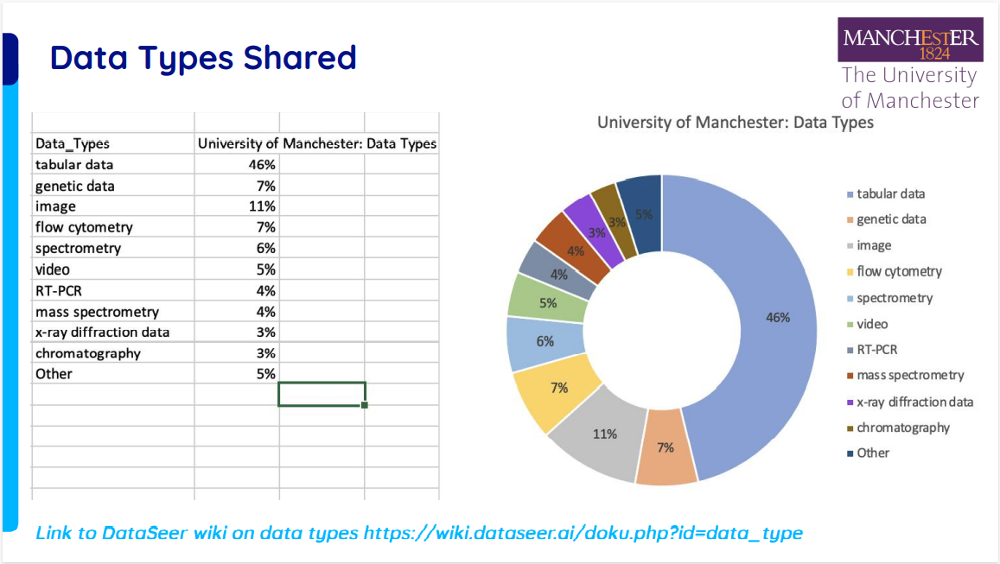 Data Types Shared
MANCHESTER
1824
The University
of Manchester
Data_Types University of Manchester: Data Types
tabular data 46%
genetic data 7%
image 11%
flow cytometry 7%
spectrometry 6%
video 5%
RT-PCR 4%
mass spectrometry 4%
x-ray diffraction data 3%
chromatography 3%
Other 5%
University of Manchester: Data Types
46%
7%
11%
7%
6%
5%
4%
4%
3%
3%
5%
tabular data
genetic data
image
flow cytometry
spectrometry
video
RT-PCR
mass spectrometry
x-ray diffraction data
chromatography
Other
Link to DataSeer wiki on data types https://wiki.dataseer.ai/doku.php?id=data_type